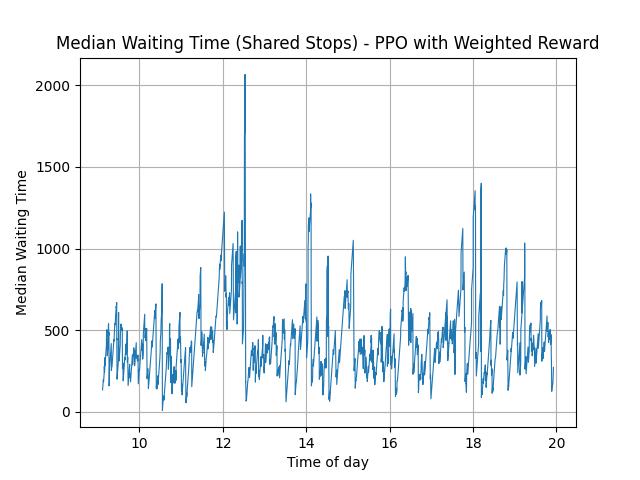 Median Waiting Time (Shared Stops) - PPO with Weighted Reward
2000
1500
1000
500
0
Median Waiting Time
10 12 14 16 18 20
Time of day